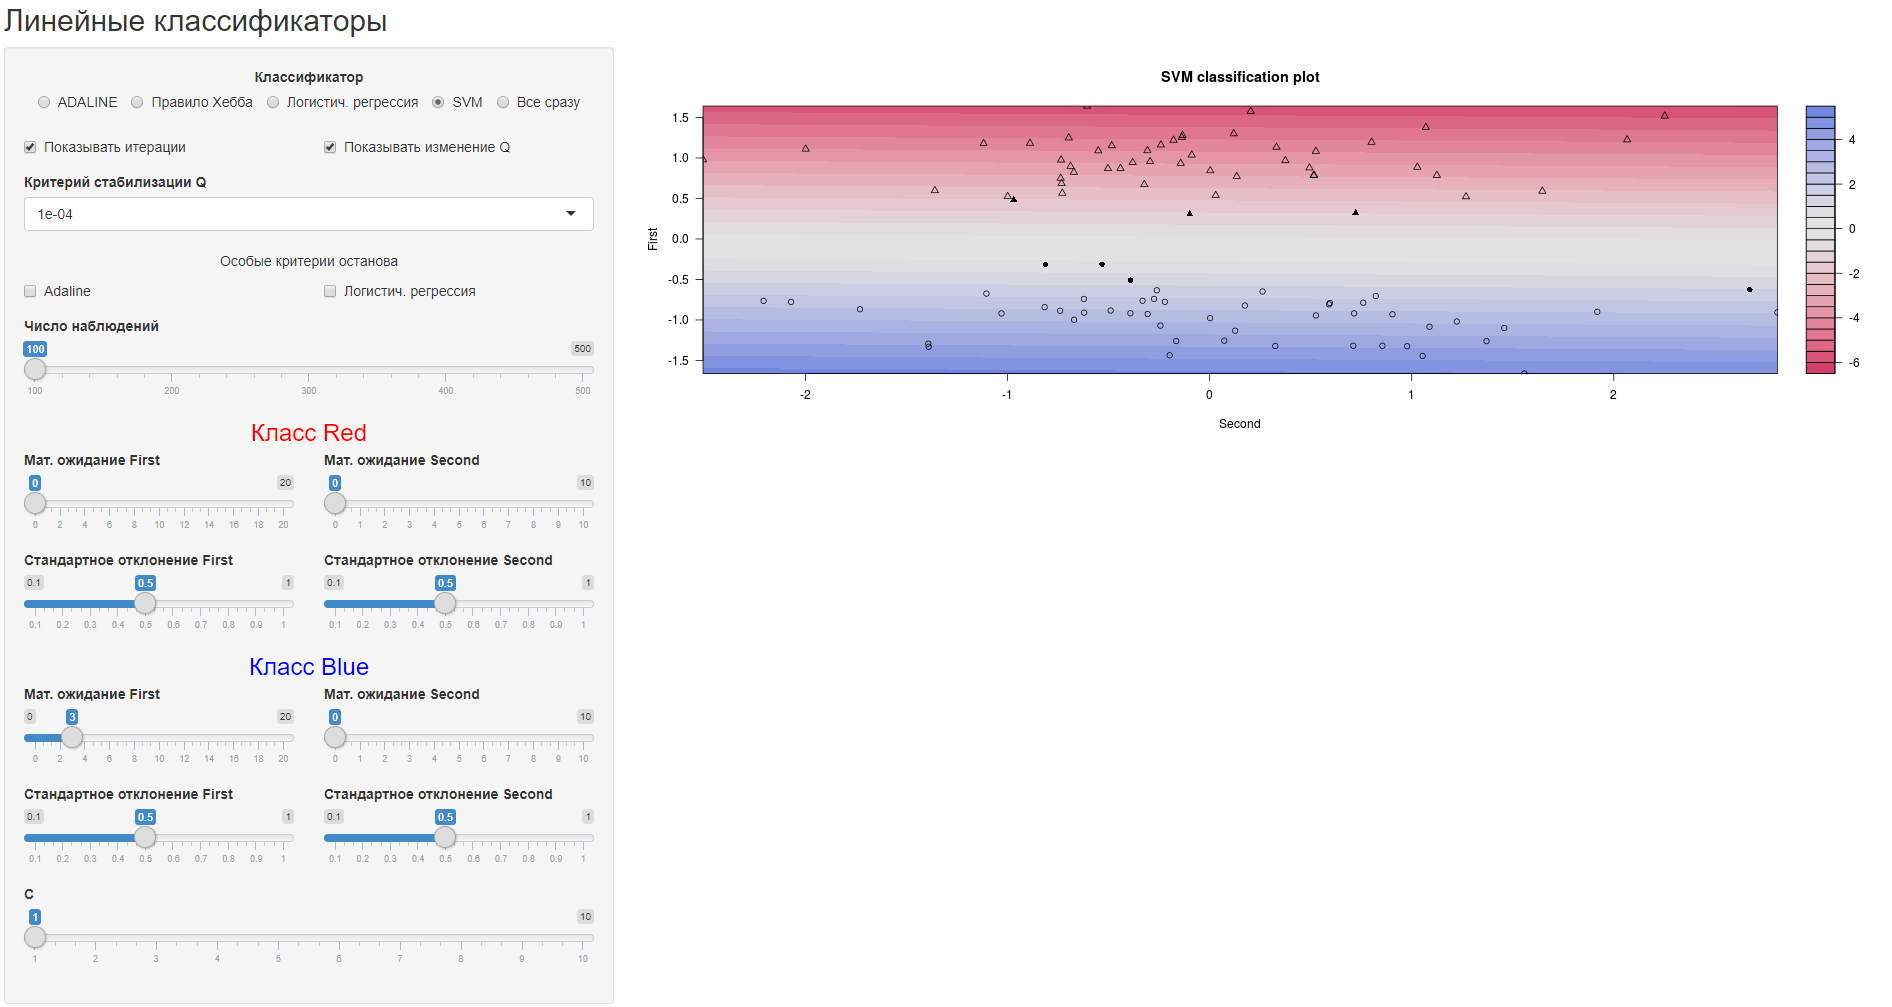 Линейные классификаторы
Классификатор
ADALINE Правило Хебба Логистич. регрессия SVM Все сразу
Показывать итерации Показывать изменение Q
Критерий стабилизации Q
1e-04
Особые критерии останова
Adaline Логистич. регрессия
Число наблюдений
100 500
100 200 300 400 500
Класс Red
Мат. ожидание First Мат. ожидание Second
0 20 0 10
0 2 4 6 8 10 12 14 16 18 20 0 1 2 3 4 5 6 7 8 9 10
Стандартное отклонение First Стандартное отклонение Second
0.1 0.5 1 0.1 0.5 1
0.1 0.2 0.3 0.4 0.5 0.6 0.7 0.8 0.9 1 0.1 0.2 0.3 0.4 0.5 0.6 0.7 0.8 0.9 1
Класс Blue
Мат. ожидание First Мат. ожидание Second
0 3 20 0 10
0 2 4 6 8 10 12 14 16 18 20 0 1 2 3 4 5 6 7 8 9 10
Стандартное отклонение First Стандартное отклонение Second
0.1 0.5 1 0.1 0.5 1
0.1 0.2 0.3 0.4 0.5 0.6 0.7 0.8 0.9 1 0.1 0.2 0.3 0.4 0.5 0.6 0.7 0.8 0.9 1
C
1 10
1 2 3 4 5 6 7 8 9 10
SVM classification plot
First
1.5
1.0
0.5
0.0
-0.5
-1.0
-1.5
-2 -1 0 1 2
Second
4
2
0
-2
-4
-6